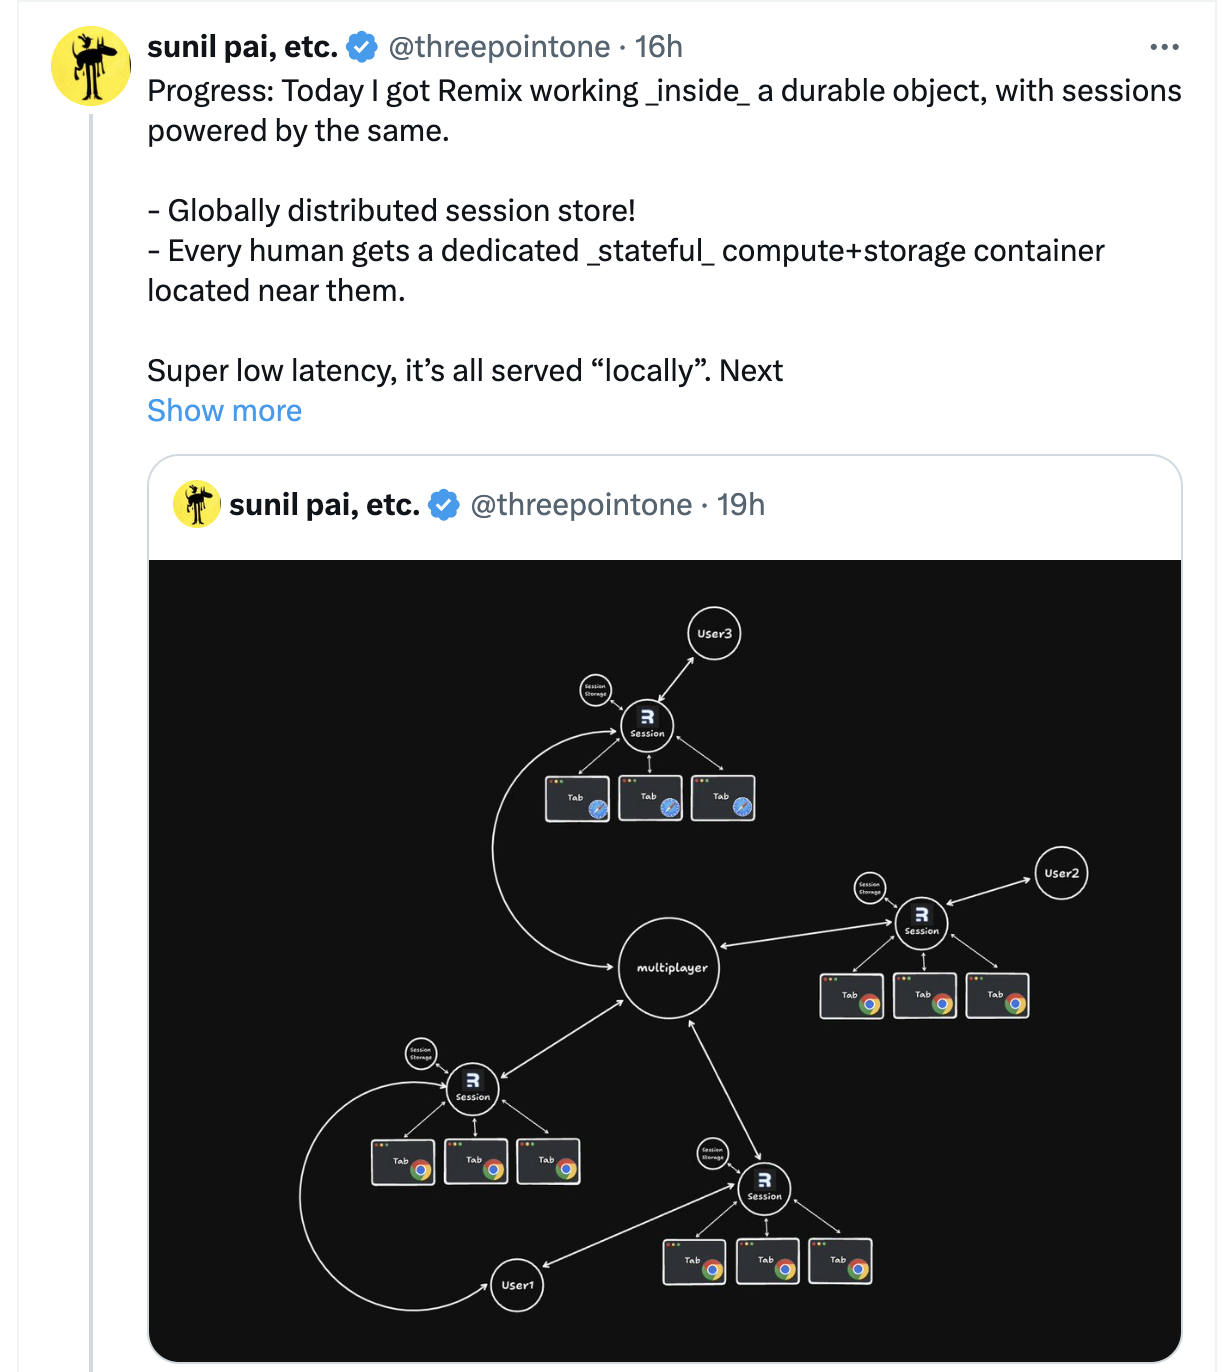 sunil pai, etc. @threepointone · 16h
Progress: Today I got Remix working _inside_ a durable object, with sessions
powered by the same.
- Globally distributed session store!
- Every human gets a dedicated _stateful_ compute+storage container
located near them.
Super low latency, it’s all served “locally”. Next
Show more
sunil pai, etc. @threepointone · 19h
User3
Session
Storage
R
Session
Tab
Tab
Tab
User2
Session
Storage
R
Session
Tab
Tab
Tab
multiplayer
Session
Storage
R
Session
Tab
Tab
Tab
Session
Storage
R
Session
Tab
Tab
Tab
User1